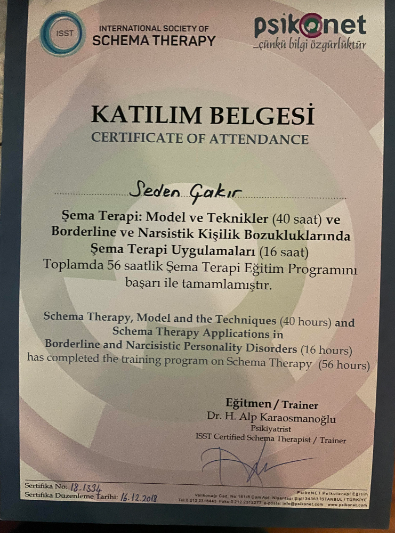 ISST
INTERNATIONAL SOCIETY OF
SCHEMA THERAPY
psikonet
...çünkü bilgi özgürlüktür
KATILIM BELGESİ
CERTIFICATE OF ATTENDANCE
Seden Çakır
Şema Terapi: Model ve Teknikler (40 saat) ve
Borderline ve Narsistik Kişilik Bozukluklarında
Şema Terapi Uygulamaları (16 saat)
Toplamda 56 saatlik Şema Terapi Eğitim Programını
başarı ile tamamlamıştır.
Schema Therapy, Model and the Techniques (40 hours) and
Schema Therapy Applications in
Borderline and Narcisistic Personality Disorders (16 hours)
has completed the training program on Schema Therapy (56 hours)
Eğitmen / Trainer
Dr. H. Alp Karaosmanoğlu
Psikiyatrist
ISST Certified Schema Therapist / Trainer
Sertifika No: 18.1334
Sertifika Düzenleme Tarihi: 16.12.2018